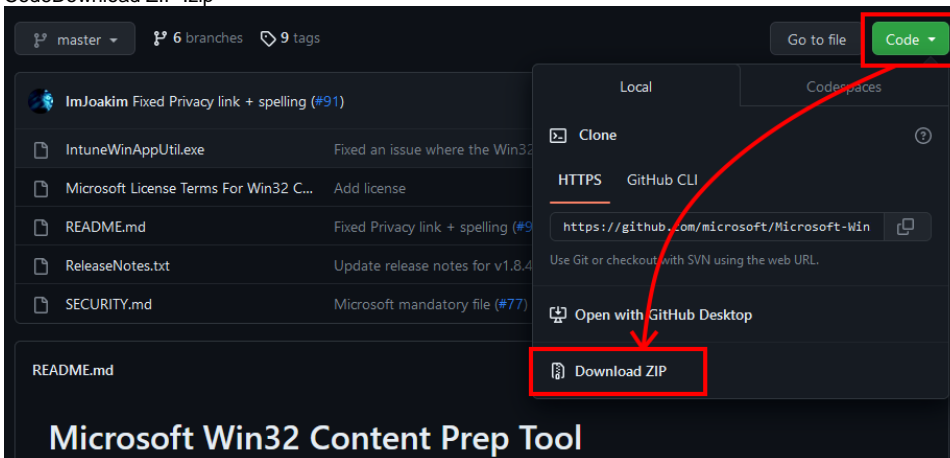 master 6 branches 9 tags Go to file Code
ImJoakim Fixed Privacy link + spelling (#91)
IntuneWinAppUtil.exe Fixed an issue where the Win32
Microsoft License Terms For Win32 C... Add license
README.md Fixed Privacy link + spelling (#9
ReleaseNotes.txt Update release notes for v1.8.4
SECURITY.md Microsoft mandatory file (#77)
Local Codespaces
Clone
HTTPS GitHub CLI
https://github.com/microsoft/Microsoft-Win
Use Git or checkout with SVN using the web URL.
Open with GitHub Desktop
Download ZIP
README.md
Microsoft Win32 Content Prep Tool